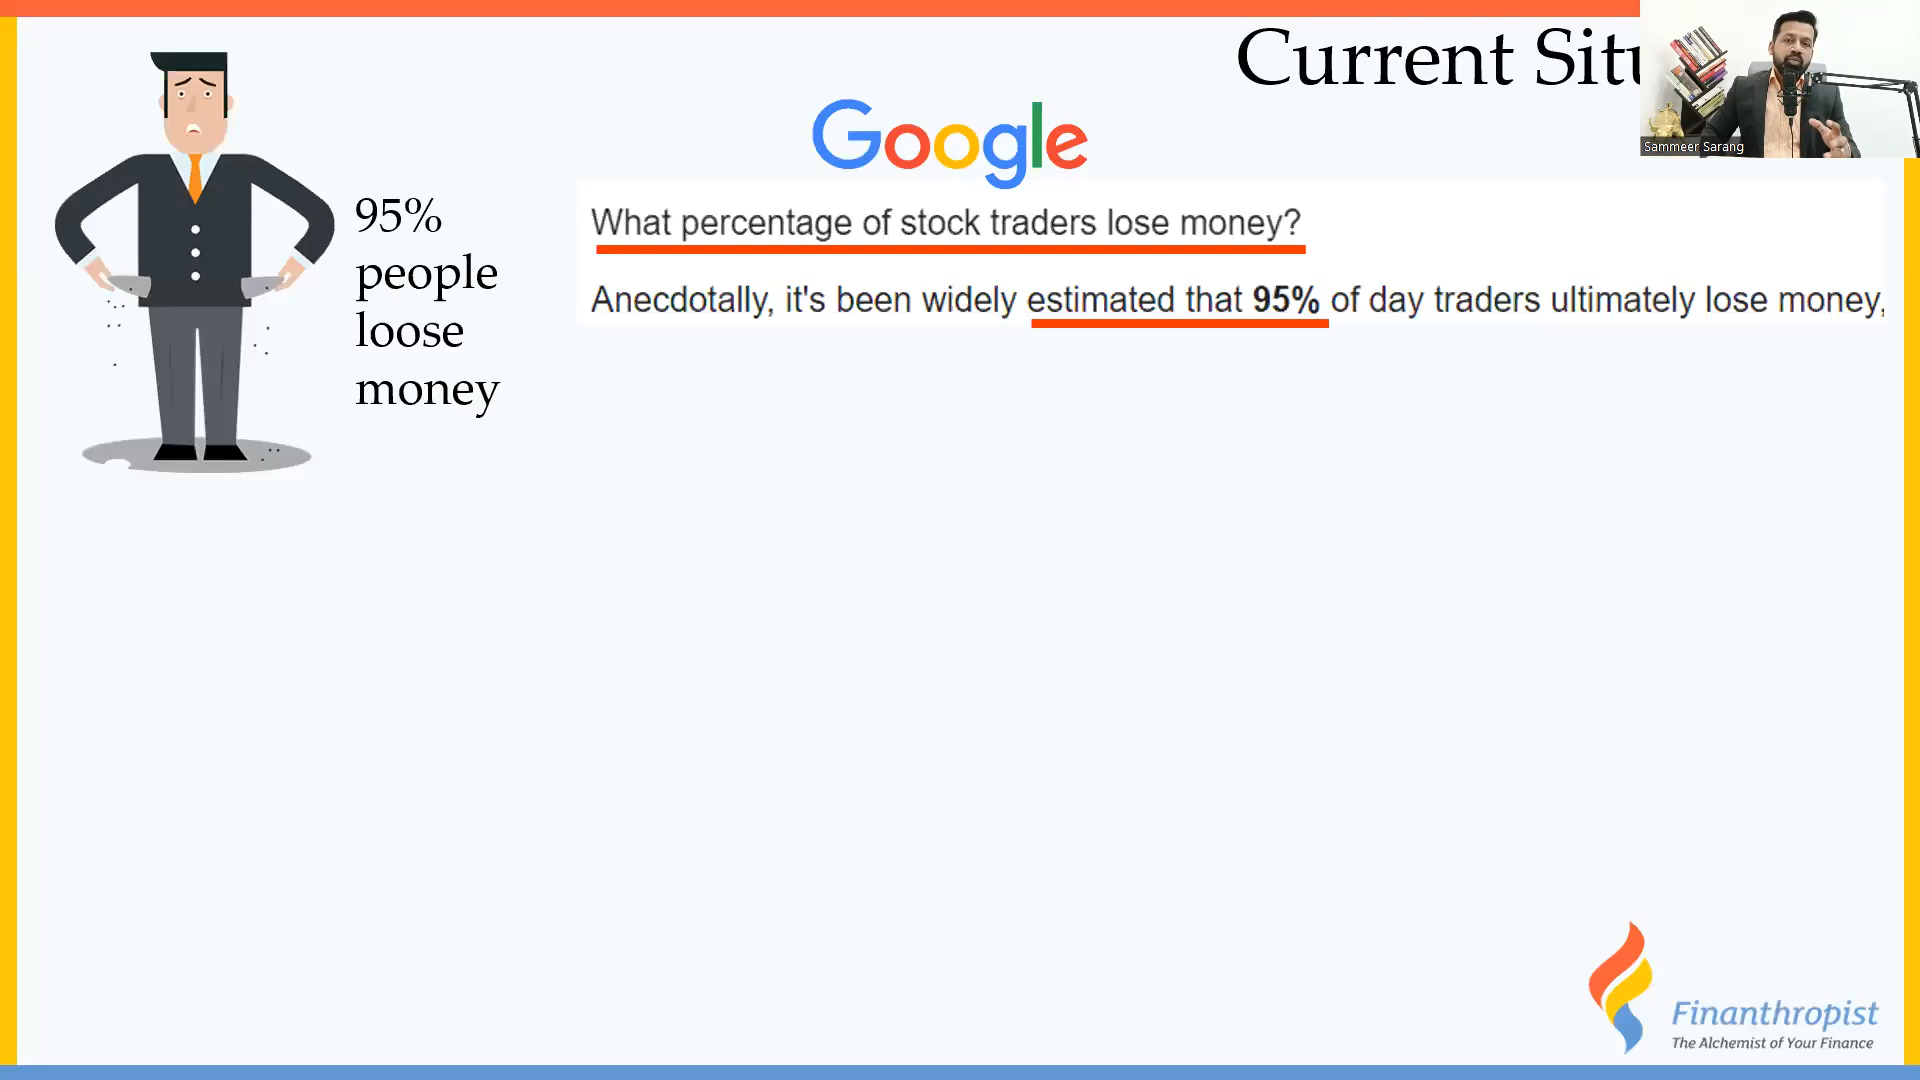 Current Situ
Sammeer Sarang
Google
95%
people
loose
money
What percentage of stock traders lose money?
Anecdotally, it's been widely estimated that 95% of day traders ultimately lose money,
Finanthropist
The Alchemist of Your Finance